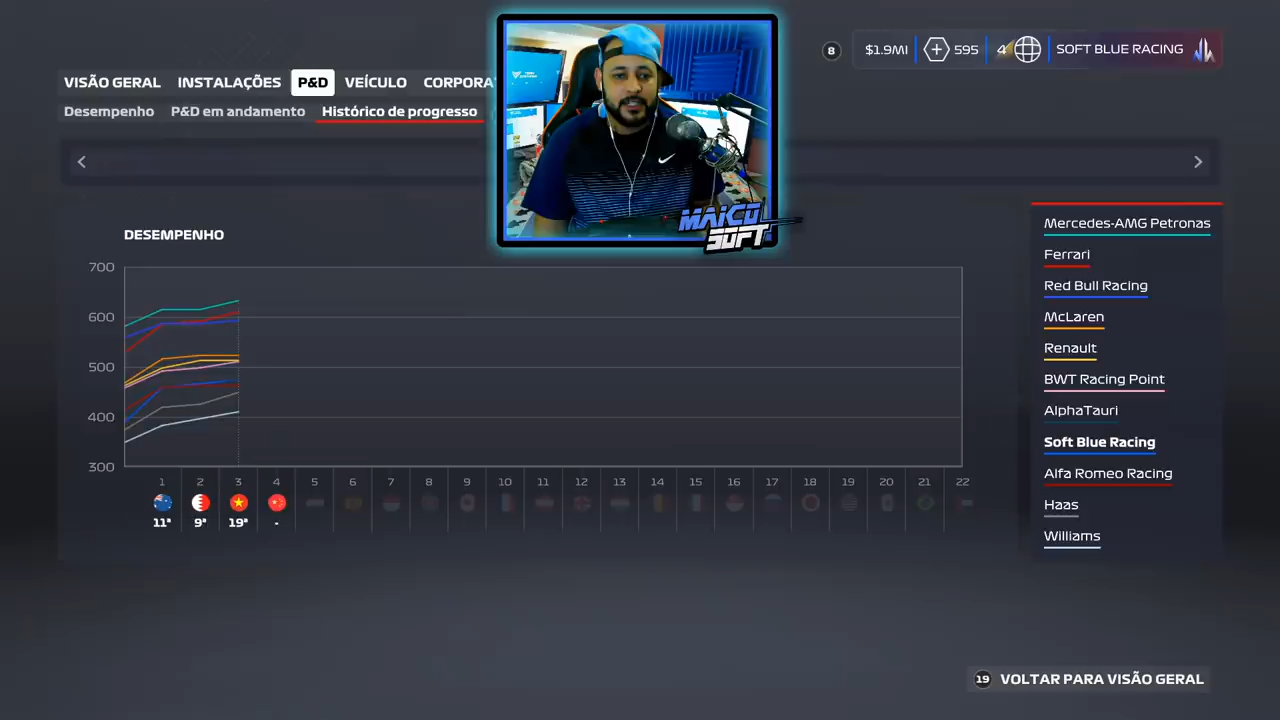 8 $1.9MI 595 4 SOFT BLUE RACING
VISÃO GERAL INSTALAÇÕES P&D VEÍCULO CORPORA
Desempenho P&D em andamento Histórico de progresso
MAICO
SOFT
DESEMPENHO
700
600
500
400
300
1 2 3 4 5 6 7 8 9 10 11 12 13 14 15 16 17 18 19 20 21 22
11ª 9ª 19ª -
Mercedes-AMG Petronas
Ferrari
Red Bull Racing
McLaren
Renault
BWT Racing Point
AlphaTauri
Soft Blue Racing
Alfa Romeo Racing
Haas
Williams
19 VOLTAR PARA VISÃO GERAL